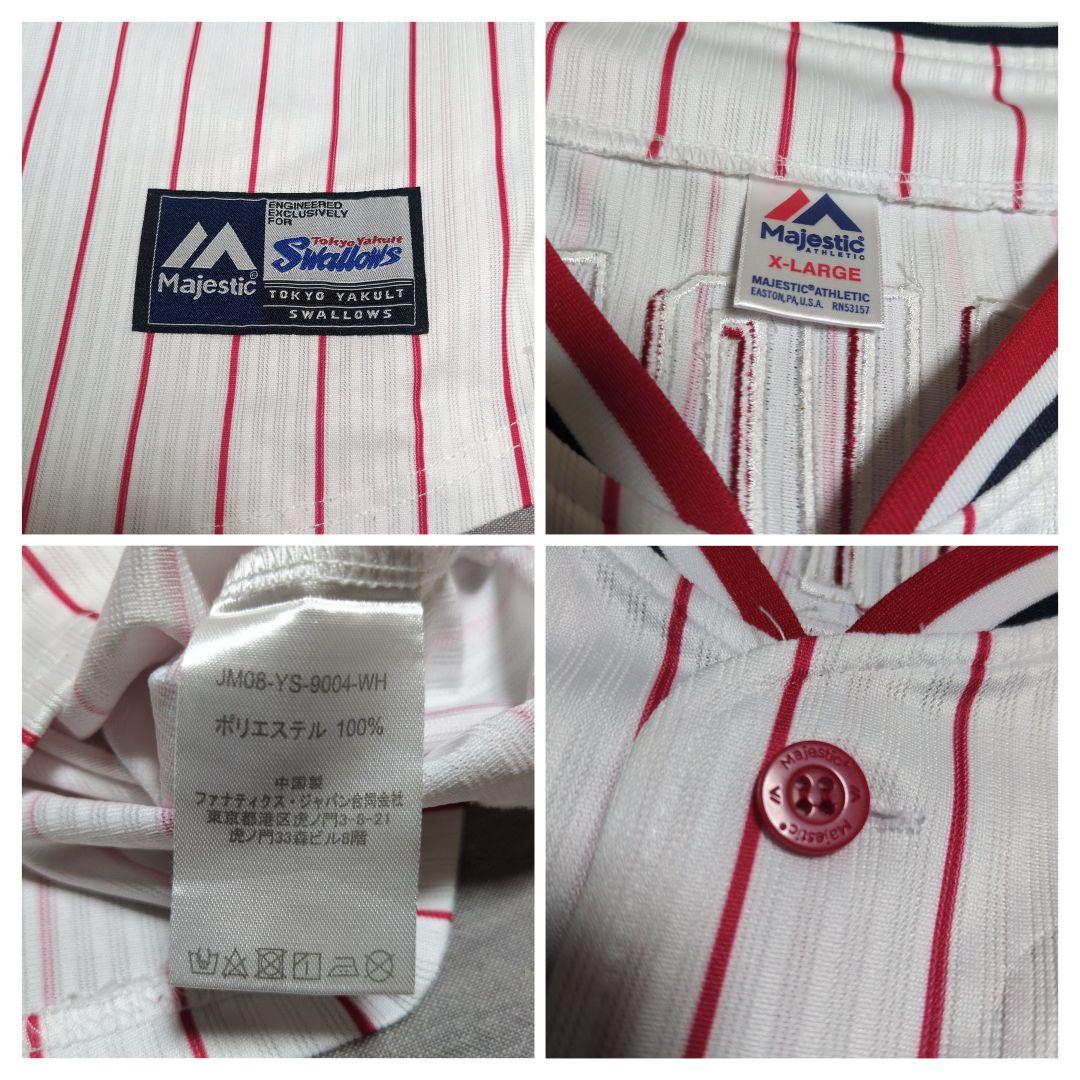 ENGINEERED
EXCLUSIVELY
FOR
Tokyo Yakult
Swallows
Majestic®
TOKYO YAKULT
SWALLOWS
Majestic®
ATHLETIC
X-LARGE
MAJESTIC®ATHLETIC
EASTON, PA, U.S.A. RN53157
JM08-YS-9004-WH
ポリエステル 100%
中国製
ファナティクス・ジャパン合同会社
東京都港区虎ノ門3-8-21
虎ノ門33森ビル8階
Majestic®
Majestic®